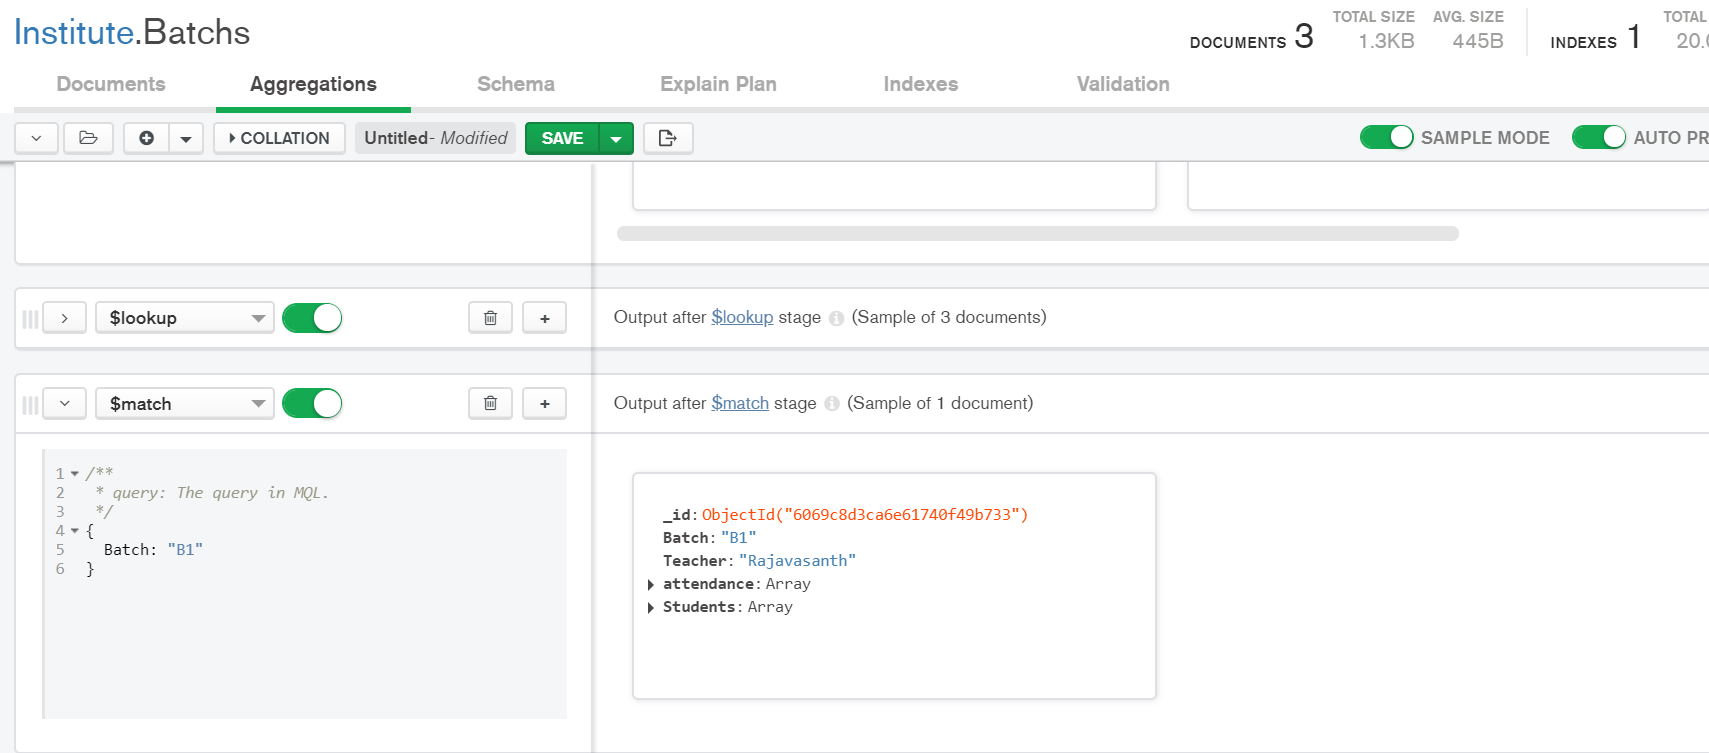 Institute.Batchs
DOCUMENTS 3
TOTAL SIZE
1.3KB
AVG. SIZE
445B
INDEXES 1
TOTAL
20.
Documents
Aggregations
Schema
Explain Plan
Indexes
Validation
COLLATION
Untitled- Modified
SAVE
SAMPLE MODE
AUTO PR
$lookup
Output after $lookup stage (Sample of 3 documents)
$match
Output after $match stage (Sample of 1 document)
1 /**
2 * query: The query in MQL.
3 */
4 {
5 Batch: "B1"
6 }
_id: ObjectId("6069c8d3ca6e61740f49b733")
Batch: "B1"
Teacher: "Rajavasanth"
attendance: Array
Students: Array